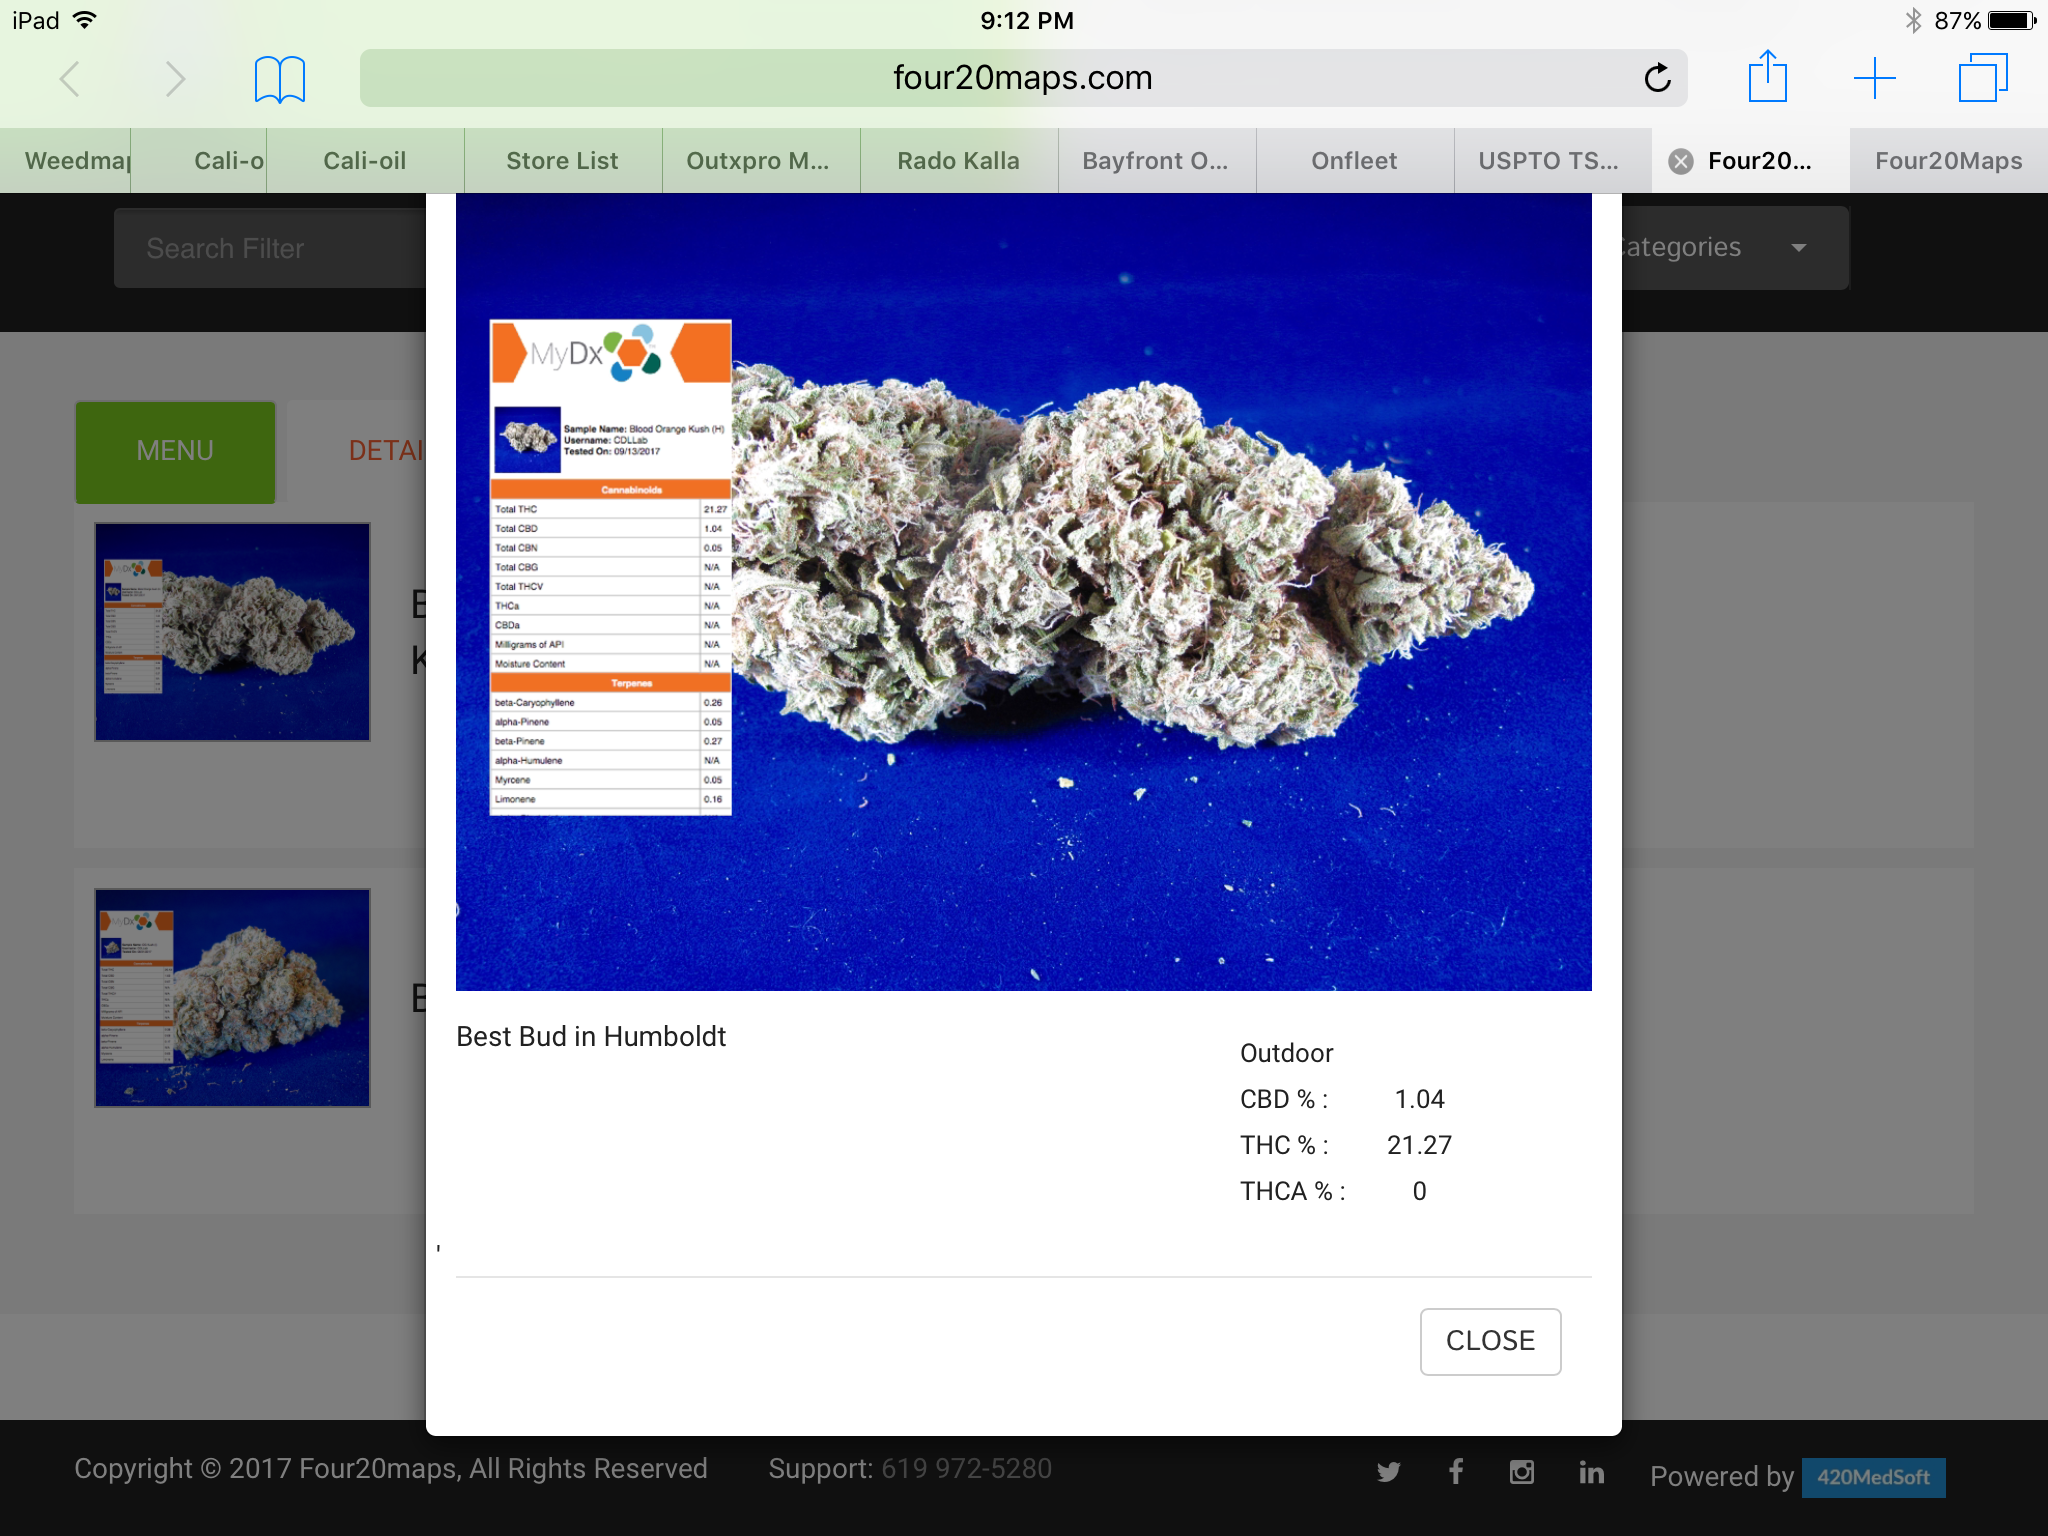 iPad
9:12 PM
87%
four20maps.com
Weedma
Cali-o
Cali-oil
Store List
Outxpro M...
Rado Kalla
Bayfront O...
Onfleet
USPTO TS...
Four20...
Four20Maps
Search Filter
ategories
MENU
DETAI
MyDx
Sample Name: Blood Orange Kush (H)
Username: CDLLab
Tested On: 09/13/2017
Cannabinoids
Total THC 21.27
Total CBD 1.04
Total CBN 0.05
Total CBG N/A
Total THCV N/A
THCa N/A
CBDa N/A
Milligrams of API N/A
Moisture Content N/A
Terpenes
beta-Caryophyllene 0.26
alpha-Pinene 0.05
beta-Pinene 0.27
alpha-Humulene N/A
Myrcene 0.05
Limonene 0.16
Best Bud in Humboldt
Outdoor
CBD % : 1.04
THC % : 21.27
THCA % : 0
'
CLOSE
Copyright © 2017 Four20maps, All Rights Reserved
Support: 619 972-5280
Powered by 420MedSoft